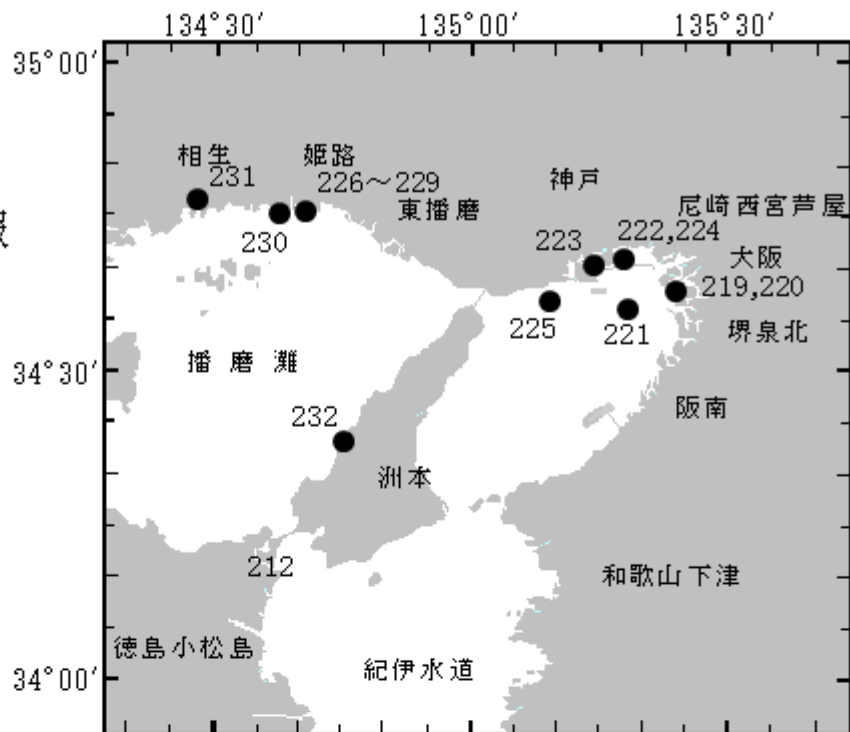 134°30′ 135°00′ 135°30′
35°00′
相生
231
姫路
226～229
230
東播磨
神戸
尼崎西宮芦屋
223
222,224
大阪
219,220
225
221
堺泉北
34°30′
播磨灘
232
阪南
洲本
212
和歌山下津
徳島小松島
紀伊水道
34°00′